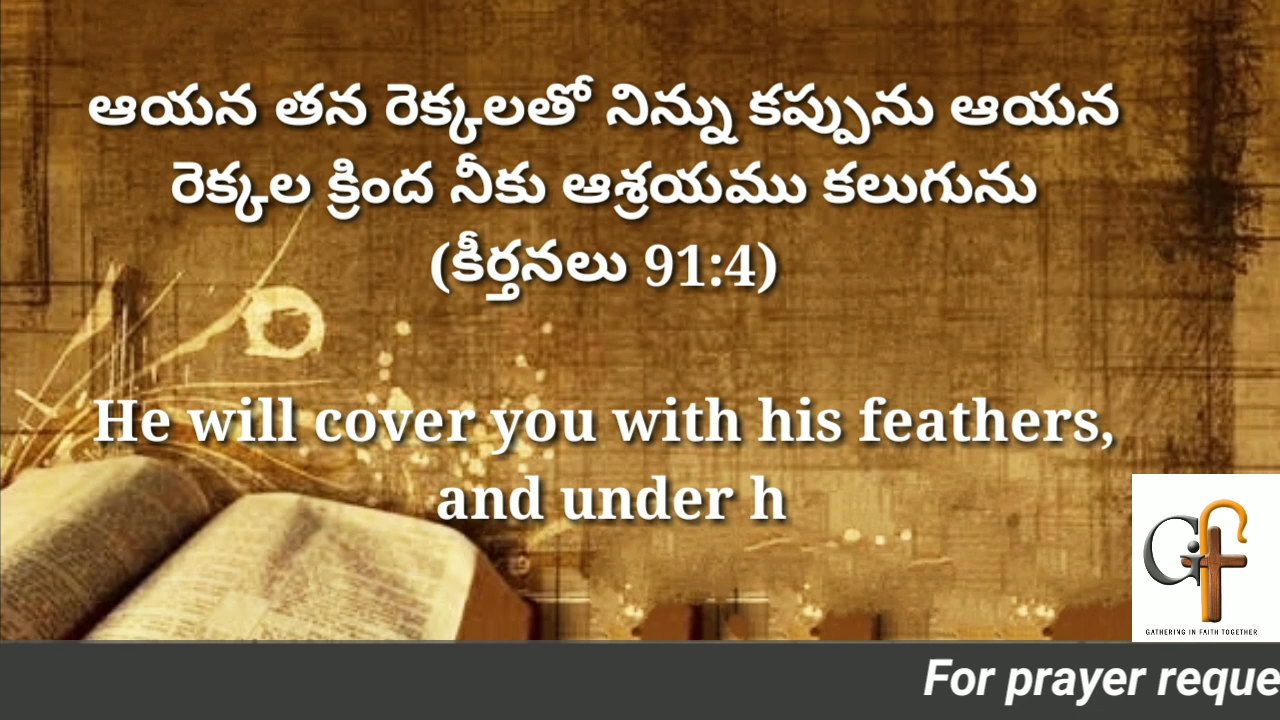 ఆయన తన రెక్కలతో నిన్ను కప్పును ఆయన
రెక్కల క్రింద నీకు ఆశ్రయము కలుగును
(కీర్తనలు 91:4)
He will cover you with his feathers,
and under h
GATHERING IN FAITH TOGETHER
For prayer reque